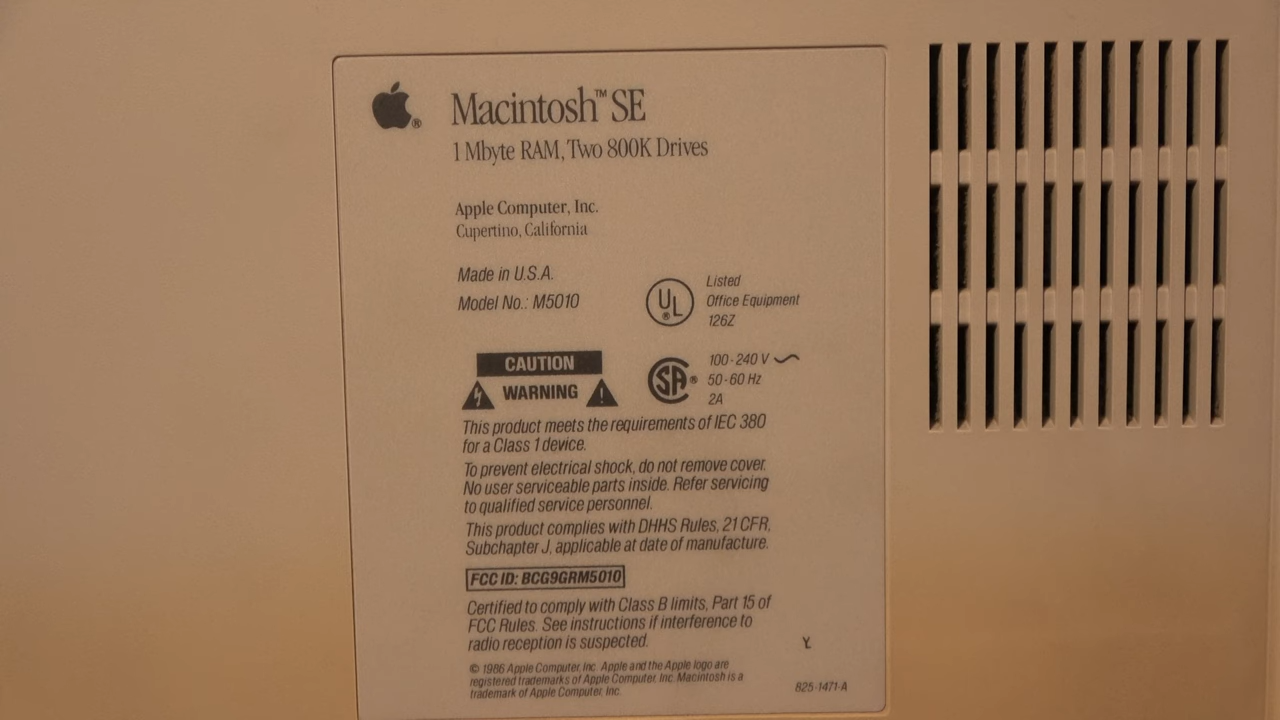 Macintosh™ SE
1 Mbyte RAM, Two 800K Drives
Apple Computer, Inc.
Cupertino, California
Made in U.S.A.
Model No.: M5010
UL®
Listed
Office Equipment
126Z
CAUTION
WARNING
SA®
100-240 V
50-60 Hz
2A
This product meets the requirements of IEC 380
for a Class 1 device.
To prevent electrical shock, do not remove cover.
No user serviceable parts inside. Refer servicing
to qualified service personnel.
This product complies with DHHS Rules, 21 CFR,
Subchapter J, applicable at date of manufacture.
FCC ID: BCG9GRM5010
Certified to comply with Class B limits, Part 15 of
FCC Rules. See instructions if interference to
radio reception is suspected.
© 1986 Apple Computer, Inc. Apple and the Apple logo are
registered trademarks of Apple Computer, Inc. Macintosh is a
trademark of Apple Computer, Inc.
Y
825-1471-A